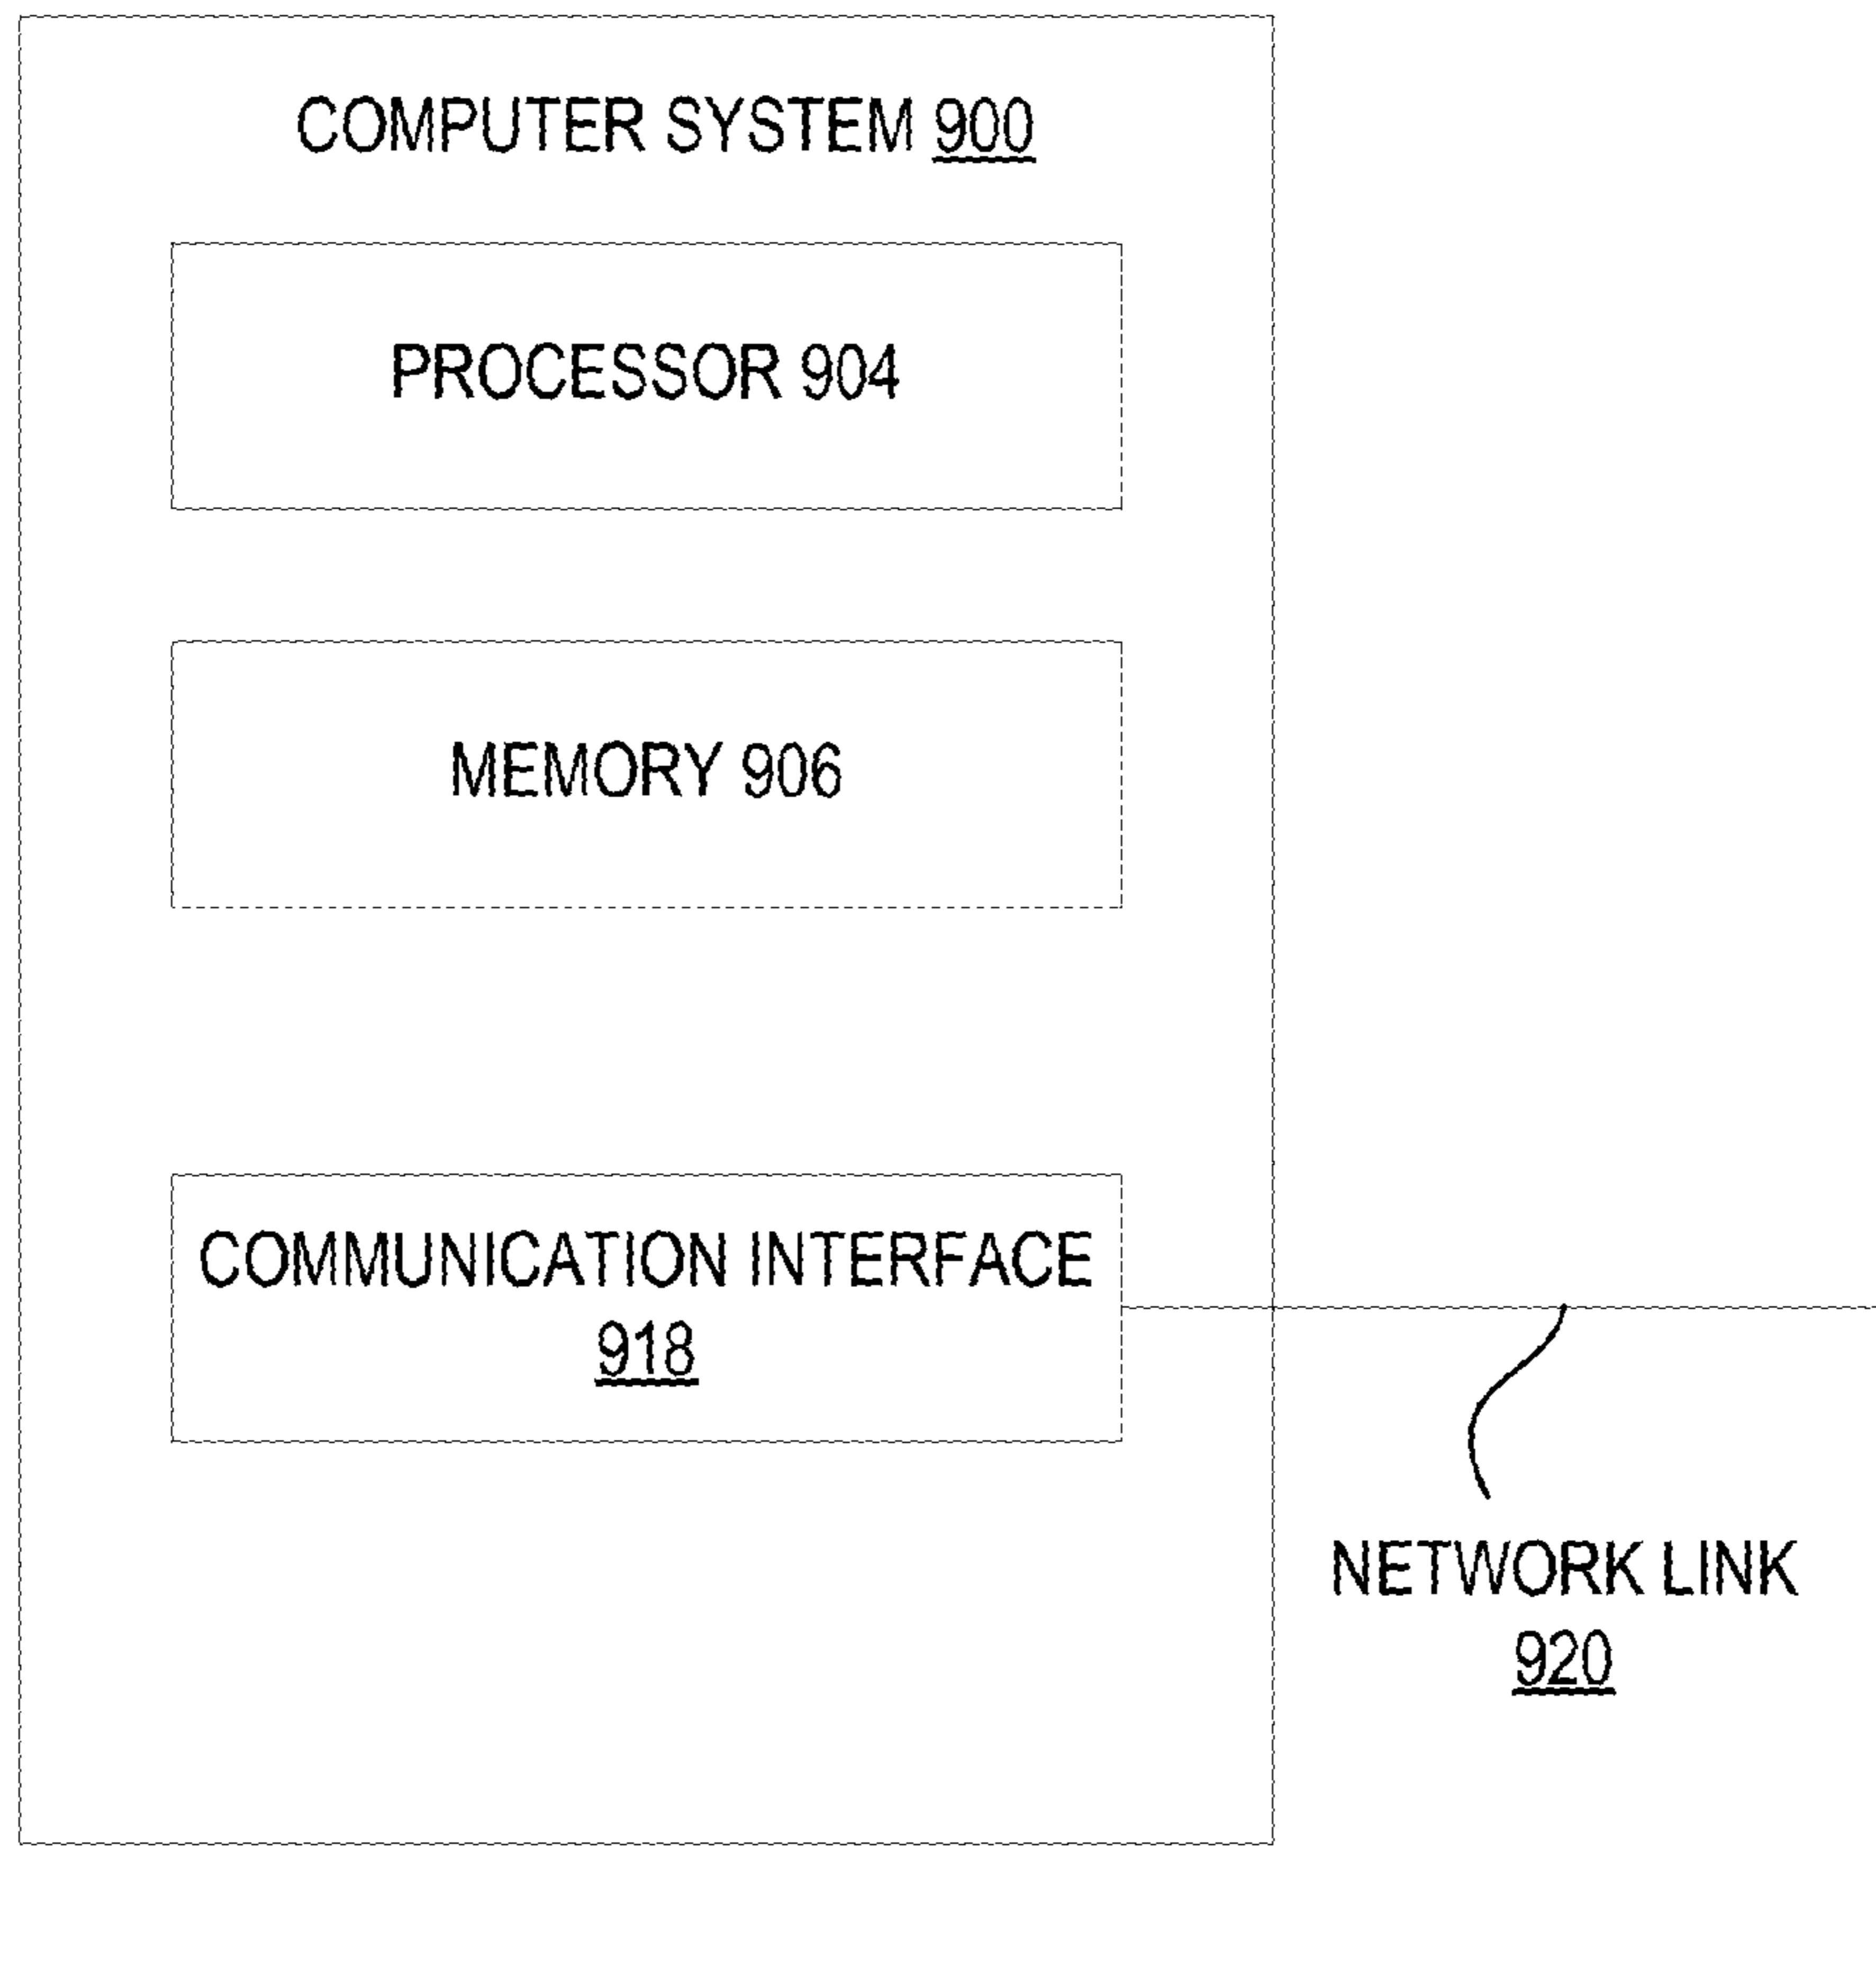 COMPUTER SYSTEM 900
PROCESSOR 904
MEMORY 906
COMMUNICATION INTERFACE
918
NETWORK LINK
920